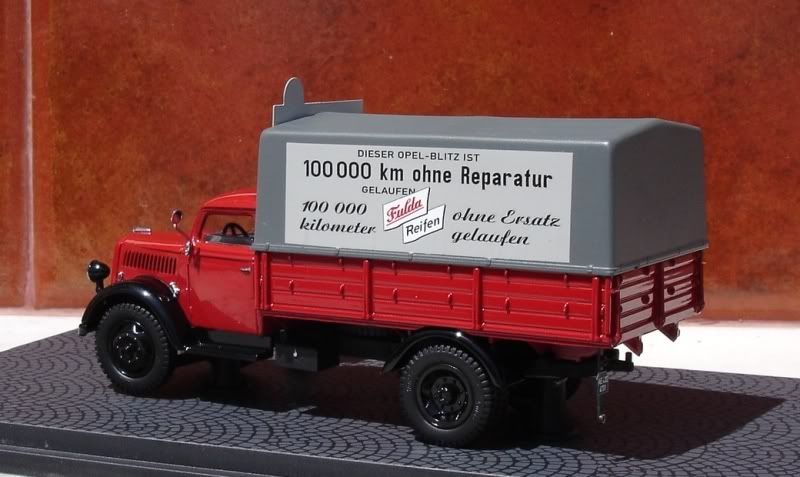 DIESER OPEL-BLITZ IST
100 000 km ohne Reparatur
GELAUFEN
100 000
kilometer
Fulda
Reifen
ohne Ersatz
gelaufen